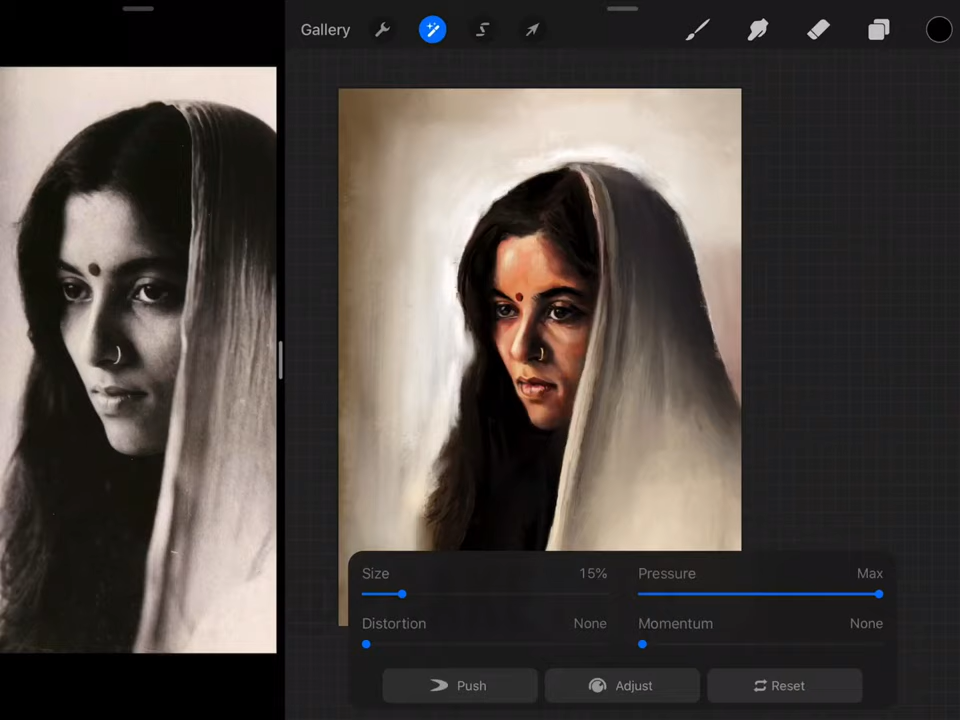 Gallery
Size 15% Pressure Max
Distortion None Momentum None
Push Adjust Reset